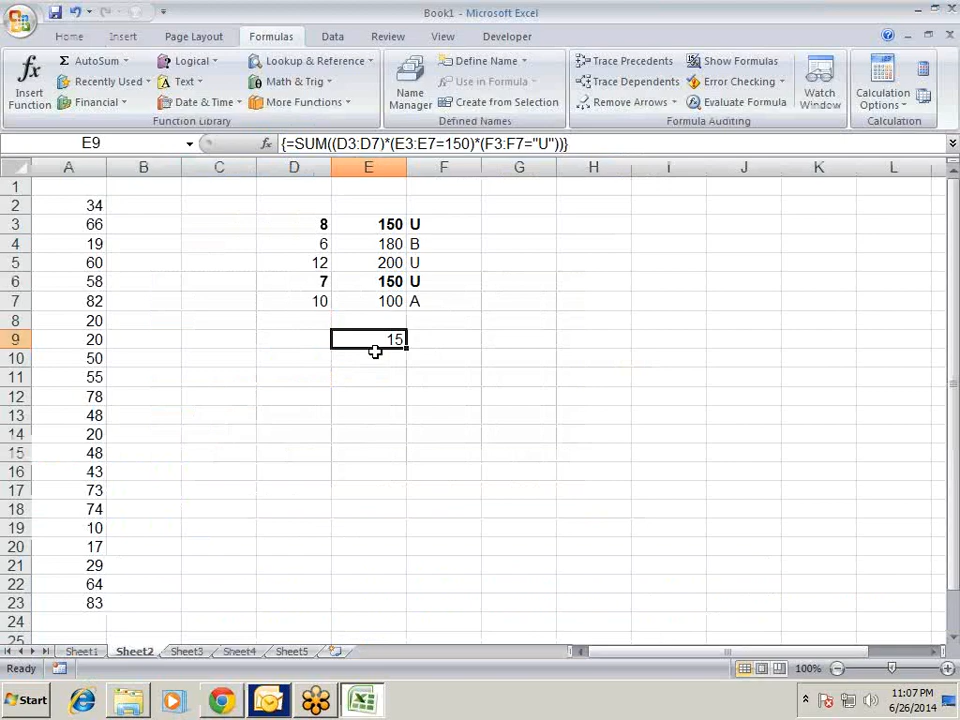 Book1 - Microsoft Excel
Home Insert Page Layout Formulas Data Review View Developer
AutoSum Logical Lookup & Reference Define Name Trace Precedents Show Formulas
Recently Used Text Math & Trig Use in Formula Trace Dependents Error Checking
Insert Function Financial Date & Time More Functions Name Manager Create from Selection Remove Arrows Evaluate Formula Watch Window Calculation Options
Function Library Defined Names Formula Auditing Calculation
E9 fx {=SUM((D3:D7)*(E3:E7=150)*(F3:F7="U"))}
A B C D E F G H I J K L
1
2 34
3 66 8 150 U
4 19 6 180 B
5 60 12 200 U
6 58 7 150 U
7 82 10 100 A
8 20
9 20 15
10 50
11 55
12 78
13 48
14 20
15 48
16 43
17 73
18 74
19 10
20 17
21 29
22 64
23 83
24
25
Sheet1 Sheet2 Sheet3 Sheet4 Sheet5
Ready 100%
Start 11:07 PM
6/26/2014